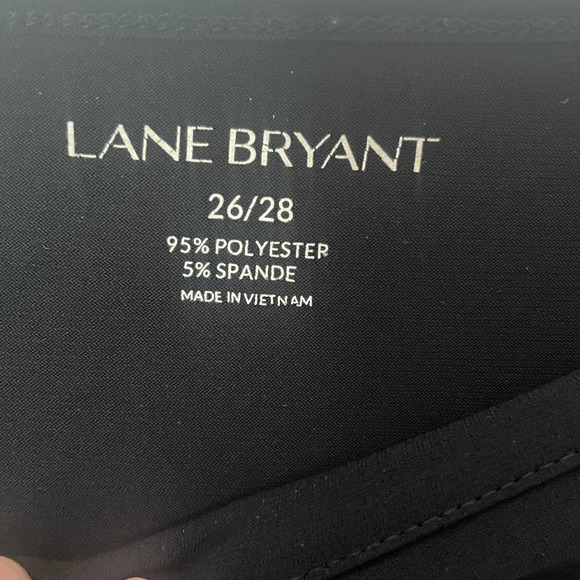 LANE BRYANT
26/28
95% POLYESTER
5% SPANDE
MADE IN VIETNAM